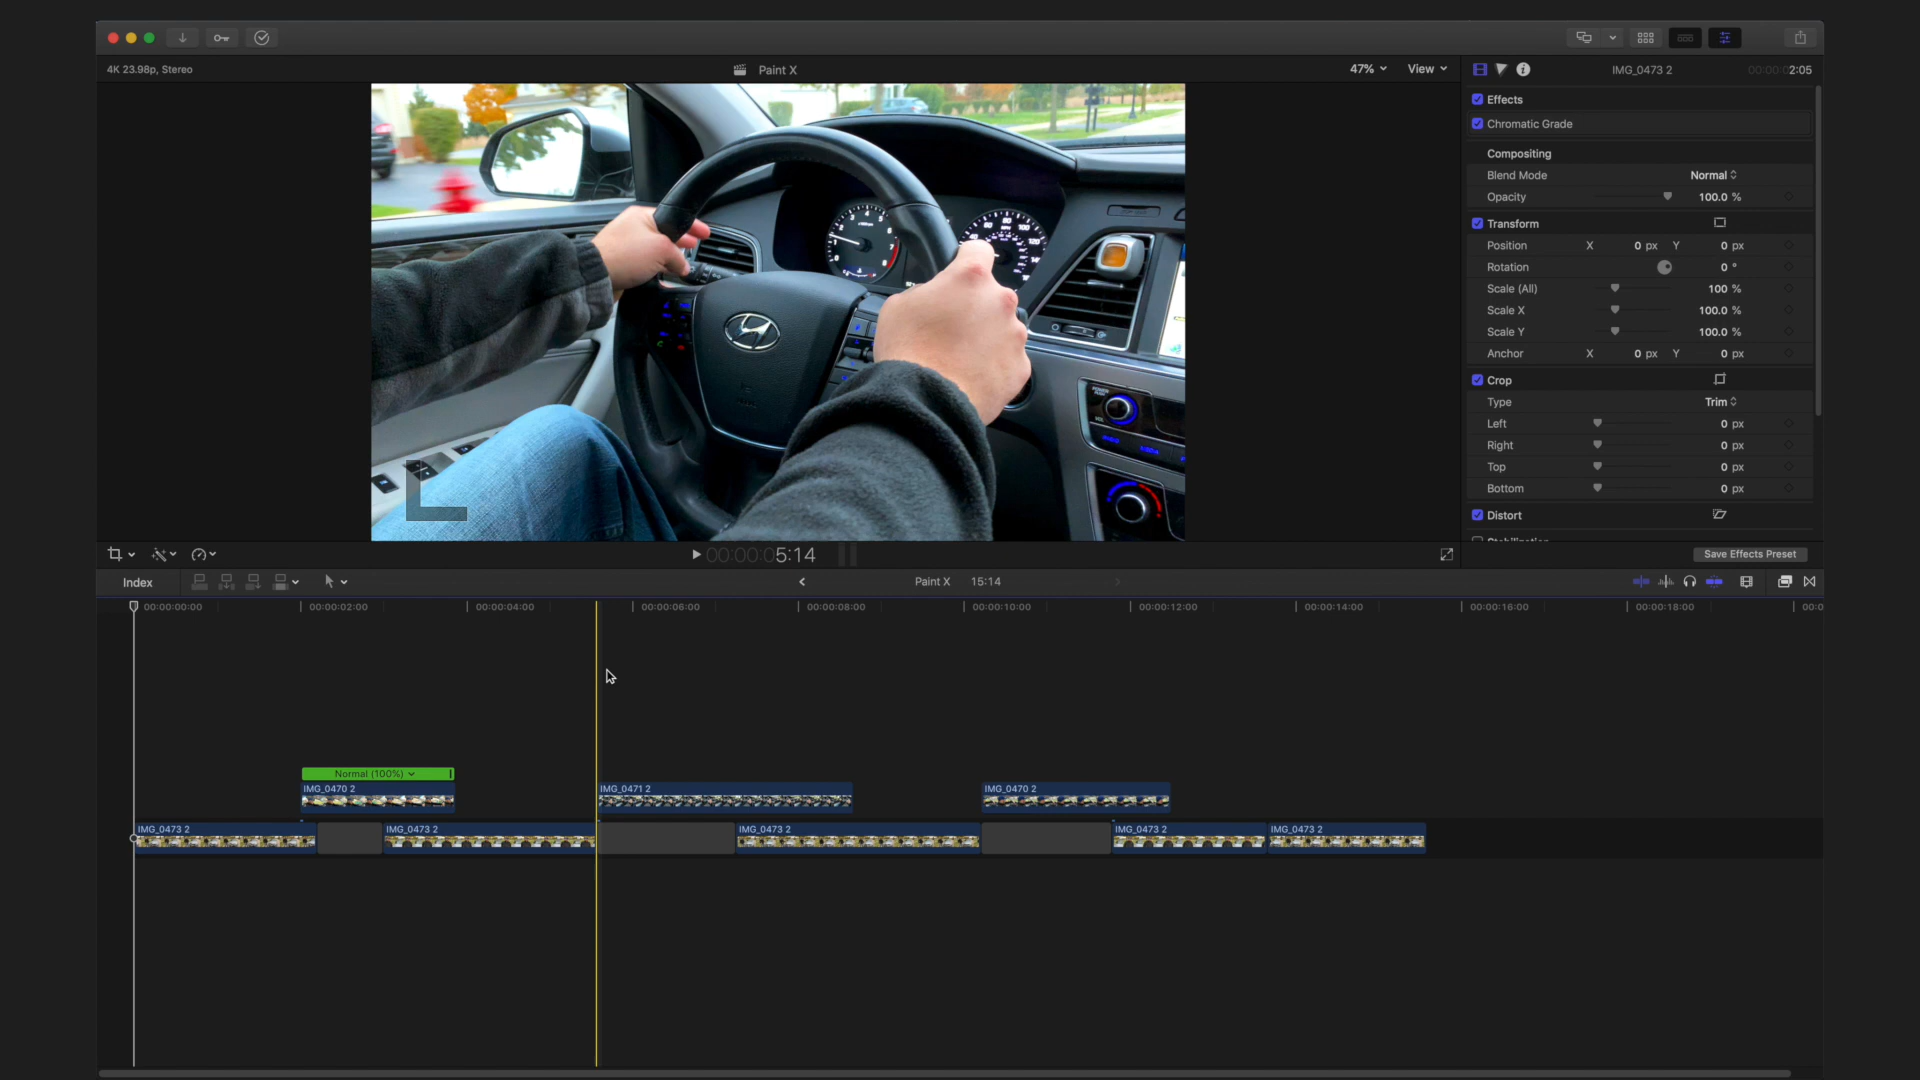 4K 23.98p, Stereo
Paint X
47%
View
IMG_0473 2
00:00:02:05
Effects
Chromatic Grade
Compositing
Blend Mode
Normal
Opacity
100.0 %
Transform
Position
X
0 px
Y
0 px
Rotation
0 °
Scale (All)
100 %
Scale X
100.0 %
Scale Y
100.0 %
Anchor
X
0 px
Y
0 px
Crop
Type
Trim
Left
0 px
Right
0 px
Top
0 px
Bottom
0 px
Distort
Stabilization
00:00:05:14
Save Effects Preset
Index
Paint X
15:14
00:00:00:00
00:00:02:00
00:00:04:00
00:00:06:00
00:00:08:00
00:00:10:00
00:00:12:00
00:00:14:00
00:00:16:00
00:00:18:00
00:0
Normal (100%)
IMG_0470 2
IMG_0471 2
IMG_0470 2
IMG_0473 2
IMG_0473 2
IMG_0473 2
IMG_0473 2
IMG_0473 2